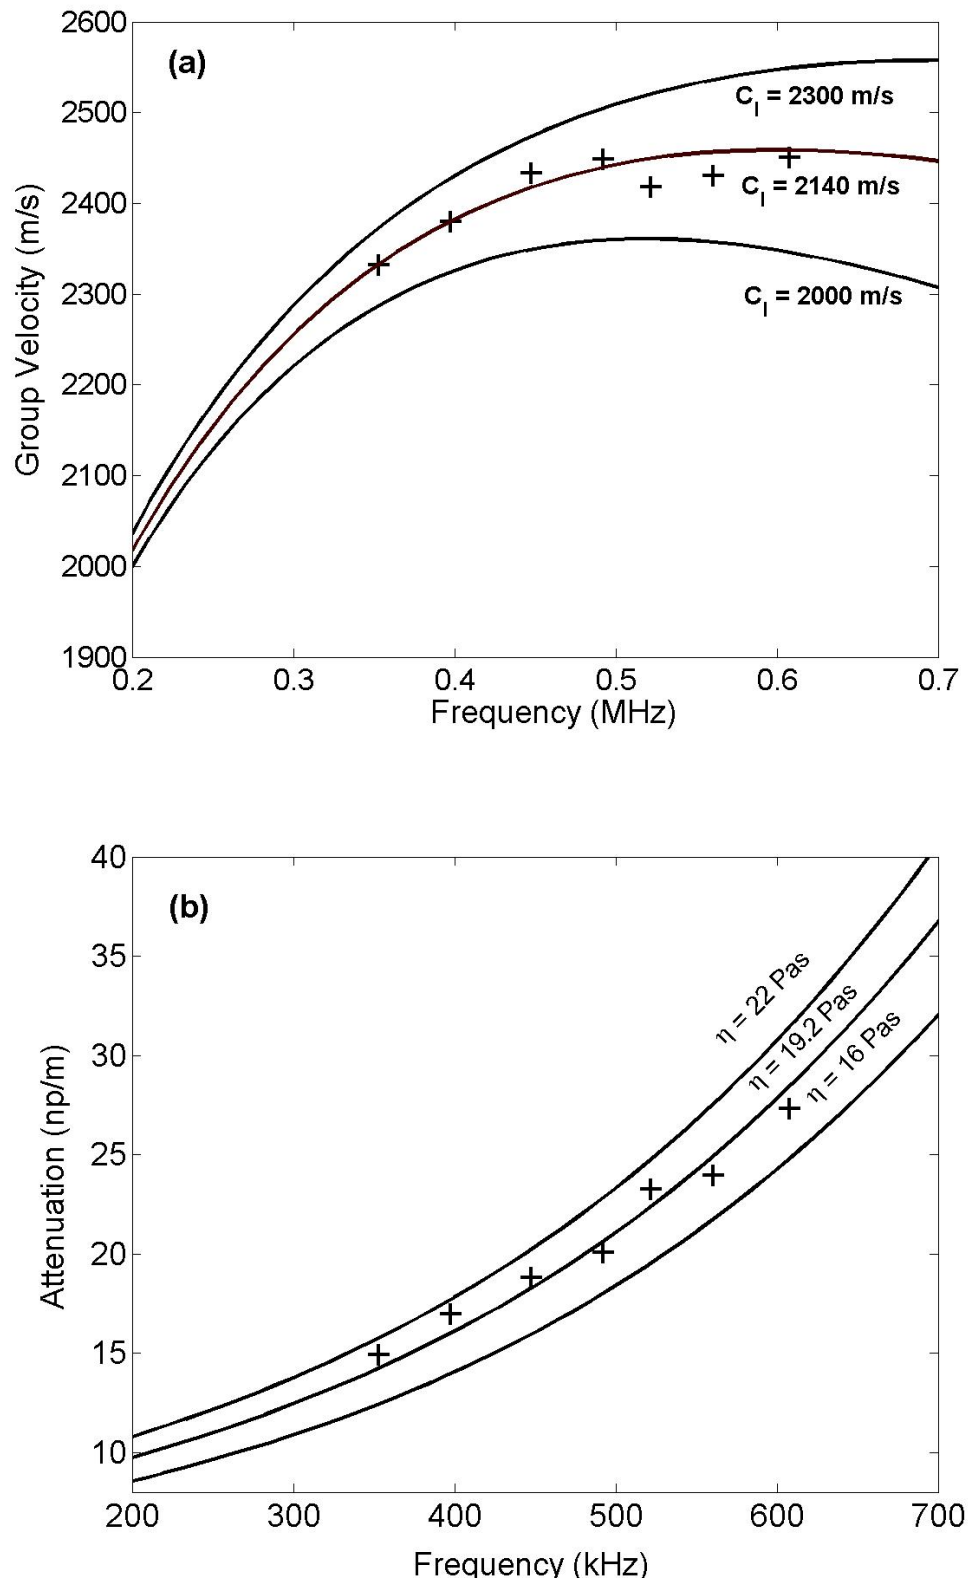 2600
(a)
2500
C_l = 2300 m/s
2400
C_l = 2140 m/s
2300
C_l = 2000 m/s
2200
2100
2000
1900
Group Velocity (m/s)
0.2 0.3 0.4 0.5 0.6 0.7
Frequency (MHz)
40
(b)
35
η = 22 Pas
η = 19.2 Pas
η = 16 Pas
30
25
20
15
10
Attenuation (np/m)
200 300 400 500 600 700
Frequency (kHz)